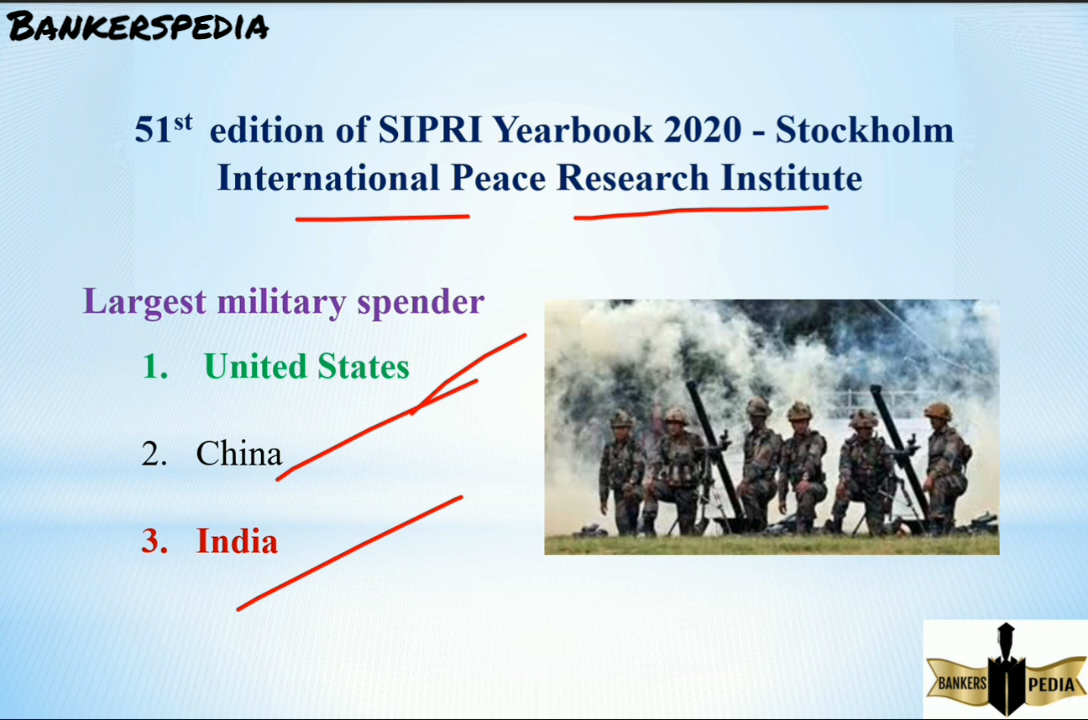 BANKERSPEDIA
51st edition of SIPRI Yearbook 2020 - Stockholm
International Peace Research Institute
Largest military spender
1. United States
2. China
3. India
BANKERS PEDIA